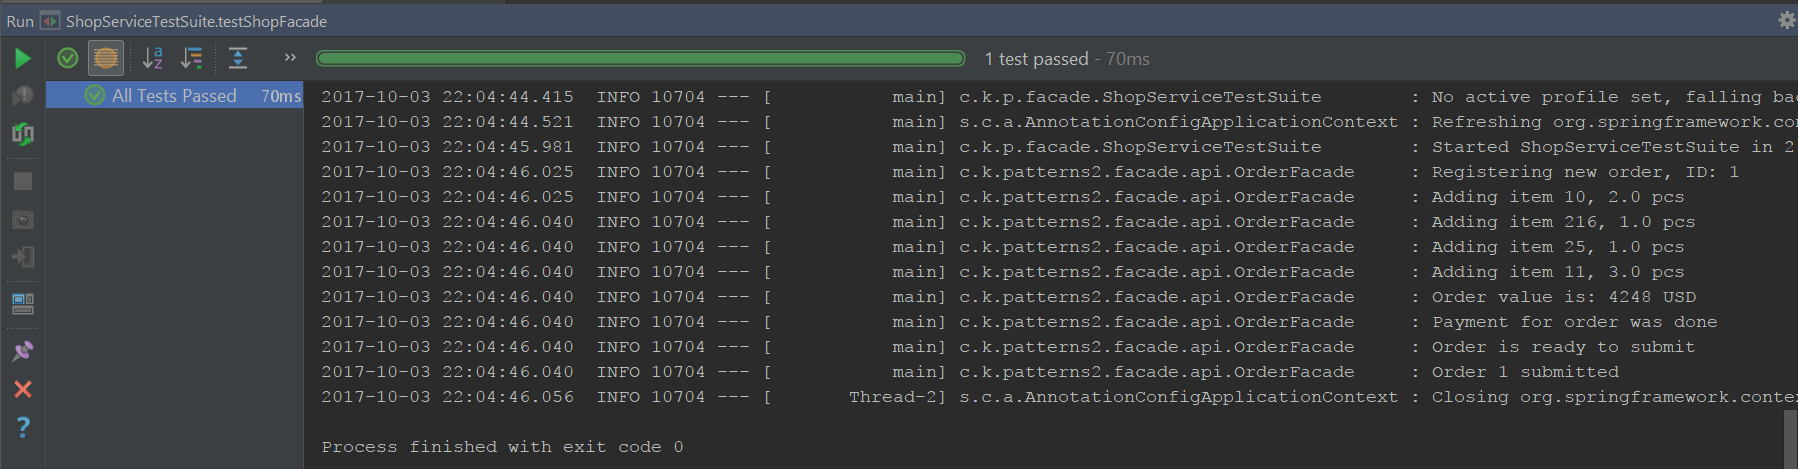 Run ShopServiceTestSuite.testShopFacade
1 test passed - 70ms
All Tests Passed 70ms
2017-10-03 22:04:44.415  INFO 10704 --- [           main] c.k.p.facade.ShopServiceTestSuite        : No active profile set, falling bac
2017-10-03 22:04:44.521  INFO 10704 --- [           main] s.c.a.AnnotationConfigApplicationContext : Refreshing org.springframework.con
2017-10-03 22:04:45.981  INFO 10704 --- [           main] c.k.p.facade.ShopServiceTestSuite        : Started ShopServiceTestSuite in 2
2017-10-03 22:04:46.025  INFO 10704 --- [           main] c.k.patterns2.facade.api.OrderFacade     : Registering new order, ID: 1
2017-10-03 22:04:46.025  INFO 10704 --- [           main] c.k.patterns2.facade.api.OrderFacade     : Adding item 10, 2.0 pcs
2017-10-03 22:04:46.040  INFO 10704 --- [           main] c.k.patterns2.facade.api.OrderFacade     : Adding item 216, 1.0 pcs
2017-10-03 22:04:46.040  INFO 10704 --- [           main] c.k.patterns2.facade.api.OrderFacade     : Adding item 25, 1.0 pcs
2017-10-03 22:04:46.040  INFO 10704 --- [           main] c.k.patterns2.facade.api.OrderFacade     : Adding item 11, 3.0 pcs
2017-10-03 22:04:46.040  INFO 10704 --- [           main] c.k.patterns2.facade.api.OrderFacade     : Order value is: 4248 USD
2017-10-03 22:04:46.040  INFO 10704 --- [           main] c.k.patterns2.facade.api.OrderFacade     : Payment for order was done
2017-10-03 22:04:46.040  INFO 10704 --- [           main] c.k.patterns2.facade.api.OrderFacade     : Order is ready to submit
2017-10-03 22:04:46.040  INFO 10704 --- [           main] c.k.patterns2.facade.api.OrderFacade     : Order 1 submitted
2017-10-03 22:04:46.056  INFO 10704 --- [       Thread-2] s.c.a.AnnotationConfigApplicationContext : Closing org.springframework.contex
Process finished with exit code 0